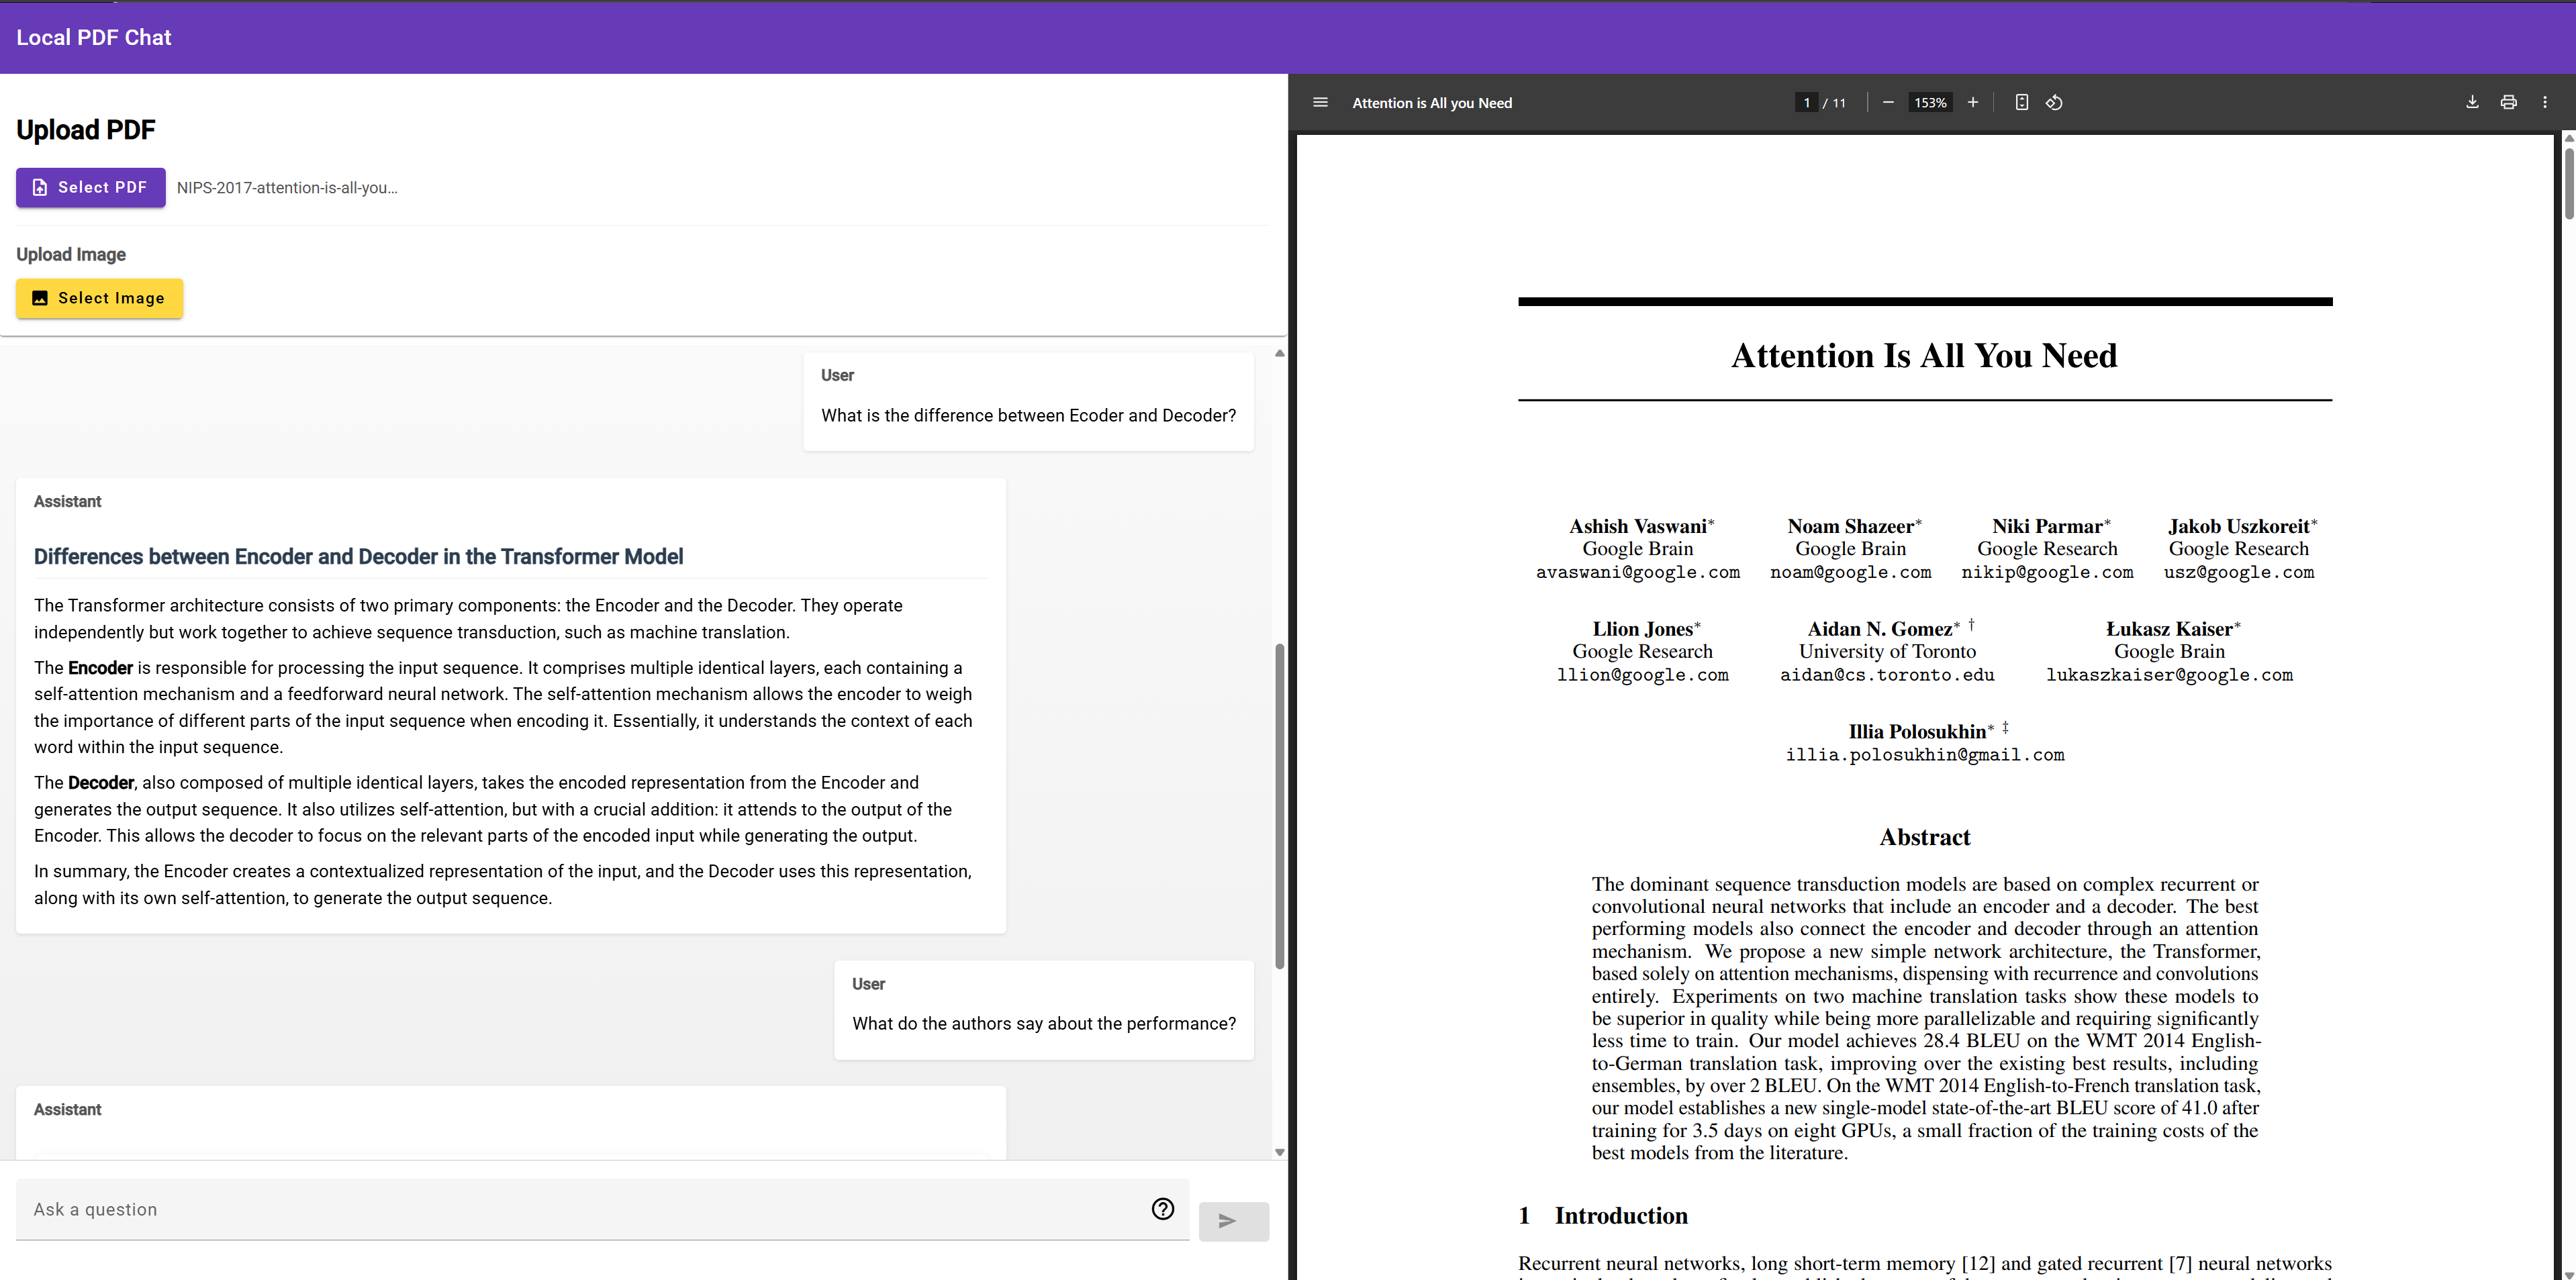 Local PDF Chat
Upload PDF
Select PDF
NIPS-2017-attention-is-all-you...
Upload Image
Select Image
User
What is the difference between Ecoder and Decoder?
Assistant
Differences between Encoder and Decoder in the Transformer Model
The Transformer architecture consists of two primary components: the Encoder and the Decoder. They operate
independently but work together to achieve sequence transduction, such as machine translation.
The Encoder is responsible for processing the input sequence. It comprises multiple identical layers, each containing a
self-attention mechanism and a feedforward neural network. The self-attention mechanism allows the encoder to weigh
the importance of different parts of the input sequence when encoding it. Essentially, it understands the context of each
word within the input sequence.
The Decoder, also composed of multiple identical layers, takes the encoded representation from the Encoder and
generates the output sequence. It also utilizes self-attention, but with a crucial addition: it attends to the output of the
Encoder. This allows the decoder to focus on the relevant parts of the encoded input while generating the output.
In summary, the Encoder creates a contextualized representation of the input, and the Decoder uses this representation,
along with its own self-attention, to generate the output sequence.
User
What do the authors say about the performance?
Assistant
Ask a question
Attention is All you Need
1 / 11
153%
Attention Is All You Need
Ashish Vaswani* Noam Shazeer* Niki Parmar* Jakob Uszkoreit*
Google Brain Google Brain Google Research Google Research
avaswani@google.com noam@google.com nikip@google.com usz@google.com
Llion Jones* Aidan N. Gomez* † Łukasz Kaiser*
Google Research University of Toronto Google Brain
llion@google.com aidan@cs.toronto.edu lukaszkaiser@google.com
Illia Polosukhin* ‡
illia.polosukhin@gmail.com
Abstract
The dominant sequence transduction models are based on complex recurrent or
convolutional neural networks that include an encoder and a decoder. The best
performing models also connect the encoder and decoder through an attention
mechanism. We propose a new simple network architecture, the Transformer,
based solely on attention mechanisms, dispensing with recurrence and convolutions
entirely. Experiments on two machine translation tasks show these models to
be superior in quality while being more parallelizable and requiring significantly
less time to train. Our model achieves 28.4 BLEU on the WMT 2014 English-
to-German translation task, improving over the existing best results, including
ensembles, by over 2 BLEU. On the WMT 2014 English-to-French translation task,
our model establishes a new single-model state-of-the-art BLEU score of 41.0 after
training for 3.5 days on eight GPUs, a small fraction of the training costs of the
best models from the literature.
1 Introduction
Recurrent neural networks, long short-term memory [12] and gated recurrent [7] neural networks